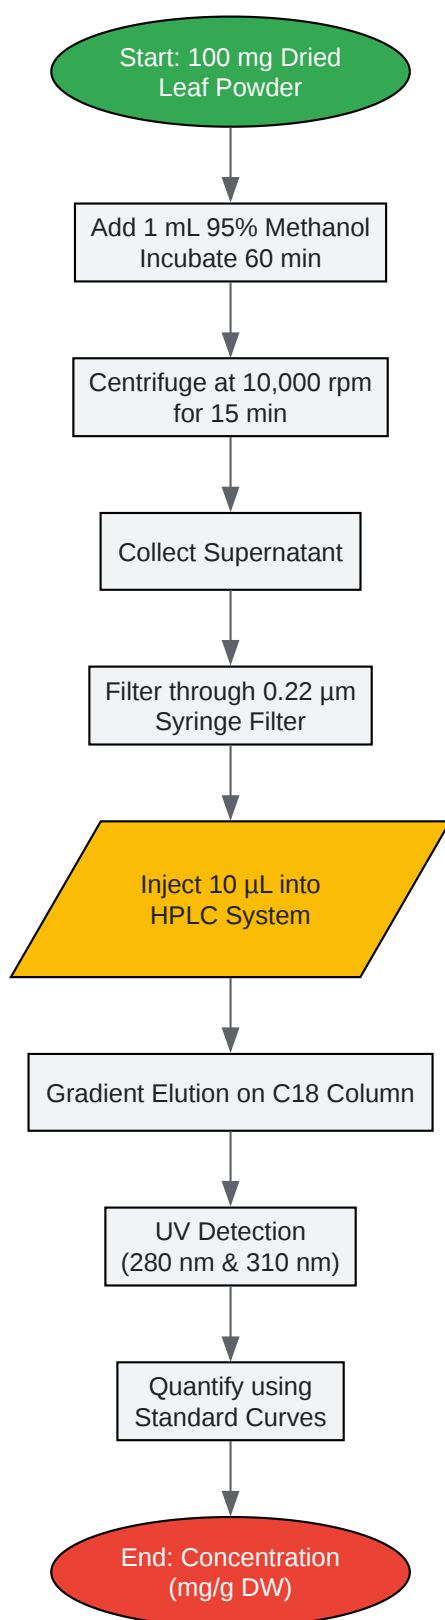 Start: 100 mg Dried
Leaf Powder
Add 1 mL 95% Methanol
Incubate 60 min
Centrifuge at 10,000 rpm
for 15 min
Collect Supernatant
Filter through 0.22 µm
Syringe Filter
Inject 10 µL into
HPLC System
Gradient Elution on C18 Column
UV Detection
(280 nm & 310 nm)
Quantify using
Standard Curves
End: Concentration
(mg/g DW)